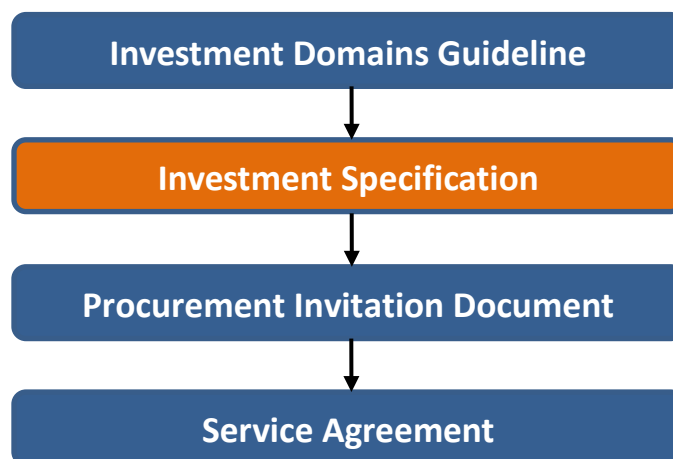 Investment Domains Guideline
Investment Specification
Procurement Invitation Document
Service Agreement